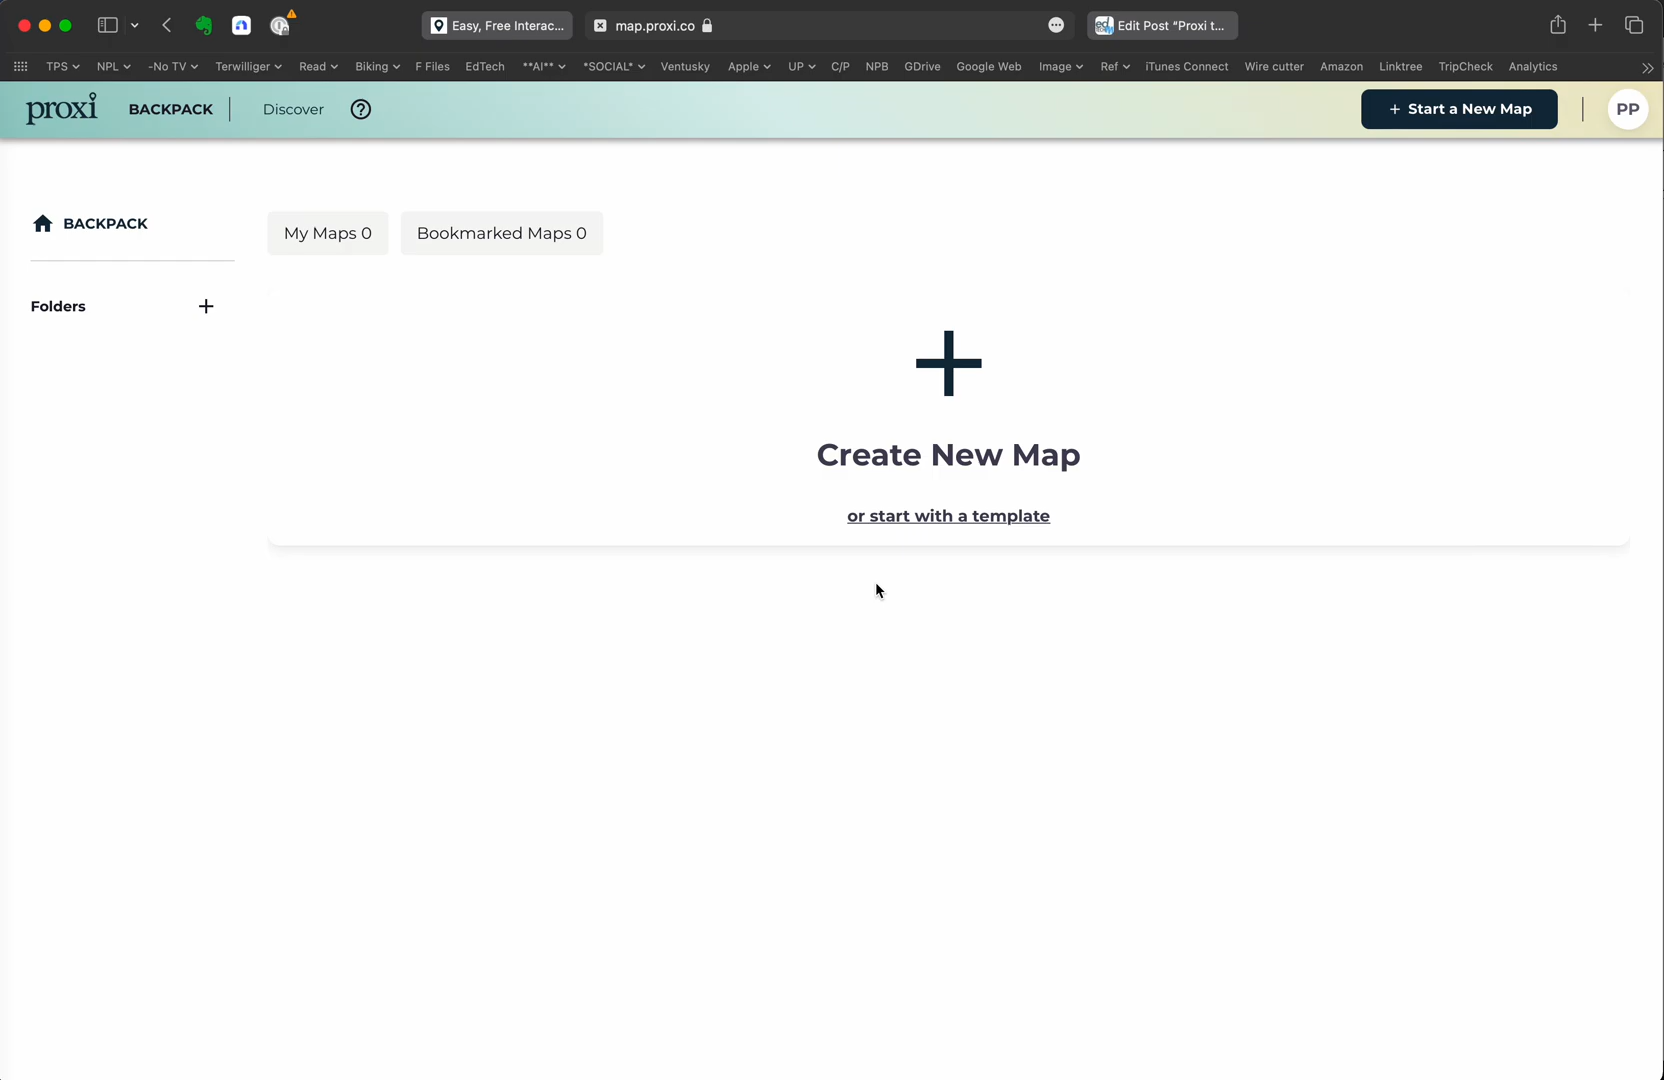 Easy, Free Interac...
map.proxi.co
Edit Post “Proxi t...
TPS
NPL
-No TV
Terwilliger
Read
Biking
F Files
EdTech
**AI**
*SOCIAL*
Ventusky
Apple
UP
C/P
NPB
GDrive
Google Web
Image
Ref
iTunes Connect
Wire cutter
Amazon
Linktree
TripCheck
Analytics
proxi
BACKPACK
Discover
?
+ Start a New Map
PP
BACKPACK
My Maps 0
Bookmarked Maps 0
Folders
+
Create New Map
or start with a template